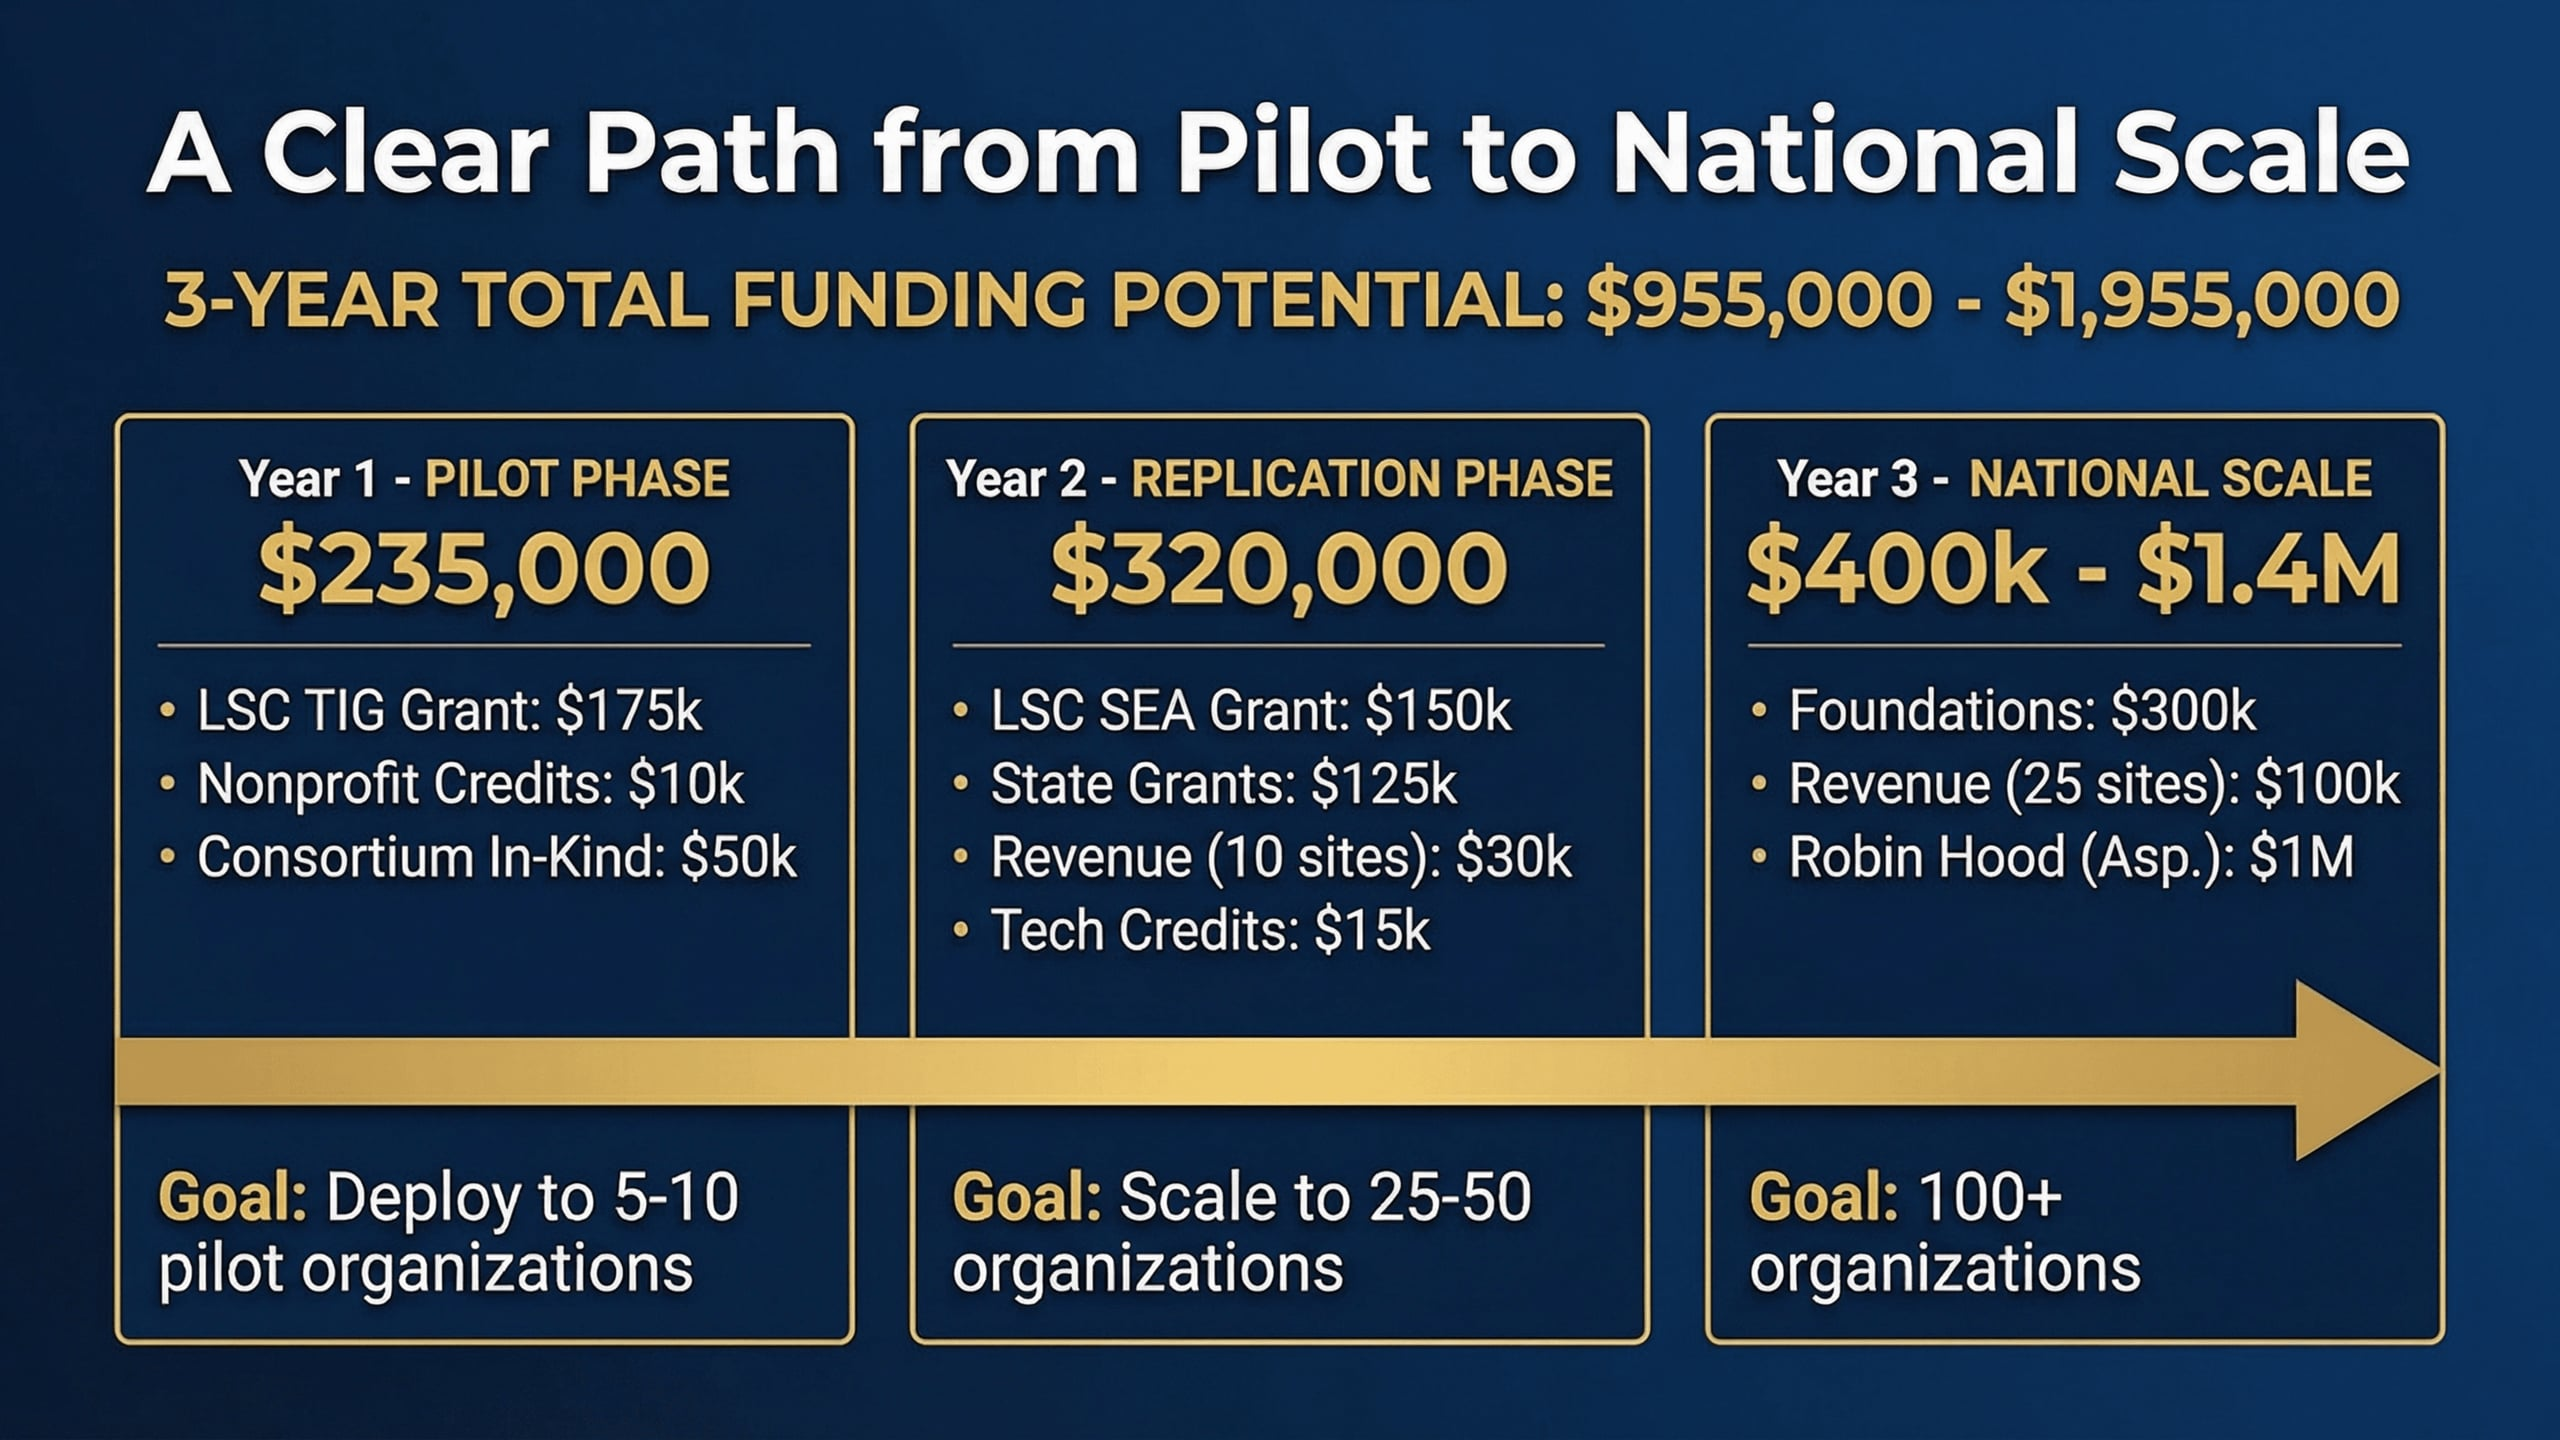 A Clear Path from Pilot to National Scale
3-YEAR TOTAL FUNDING POTENTIAL: $955,000 - $1,955,000
Year 1 - PILOT PHASE
$235,000
• LSC TIG Grant: $175k
• Nonprofit Credits: $10k
• Consortium In-Kind: $50k
Goal: Deploy to 5-10
pilot organizations
Year 2 - REPLICATION PHASE
$320,000
• LSC SEA Grant: $150k
• State Grants: $125k
• Revenue (10 sites): $30k
• Tech Credits: $15k
Goal: Scale to 25-50
organizations
Year 3 - NATIONAL SCALE
$400k - $1.4M
• Foundations: $300k
• Revenue (25 sites): $100k
• Robin Hood (Asp.): $1M
Goal: 100+
organizations